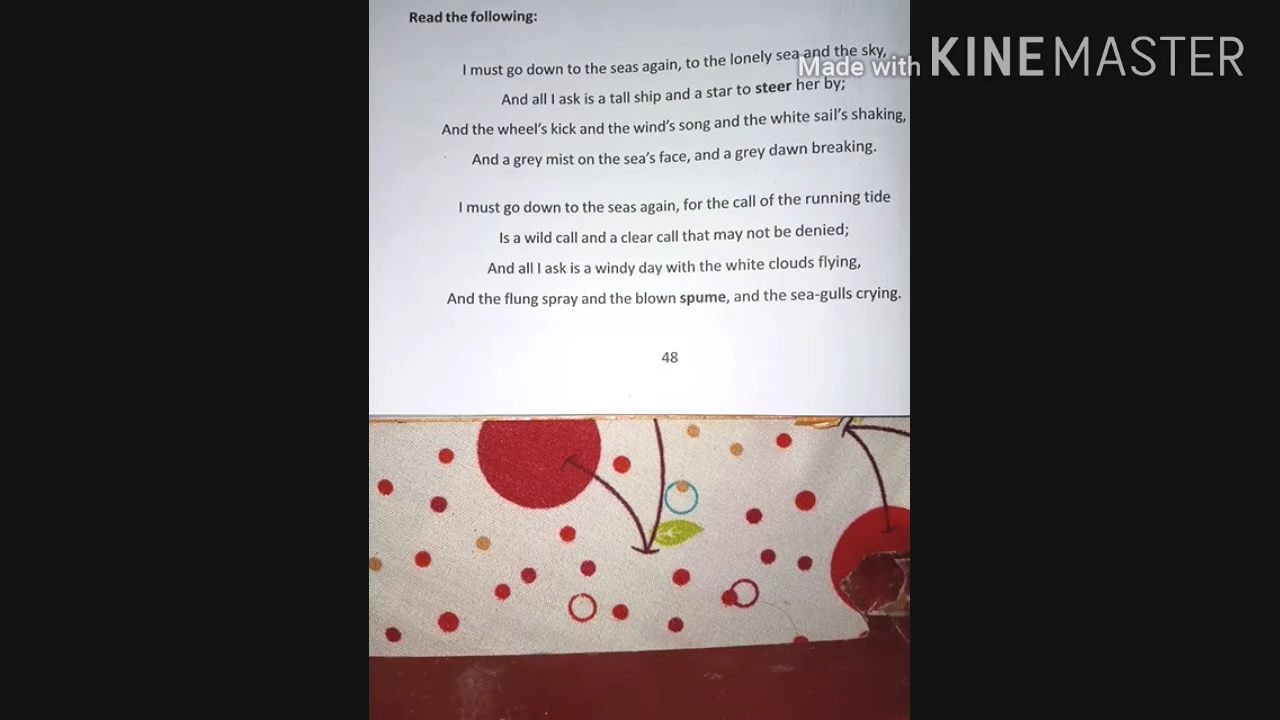 Read the following:
Made with KINEMASTER
I must go down to the seas again, to the lonely sea and the sky,
And all I ask is a tall ship and a star to steer her by;
And the wheel's kick and the wind's song and the white sail's shaking,
And a grey mist on the sea's face, and a grey dawn breaking.
I must go down to the seas again, for the call of the running tide
Is a wild call and a clear call that may not be denied;
And all I ask is a windy day with the white clouds flying,
And the flung spray and the blown spume, and the sea-gulls crying.
48